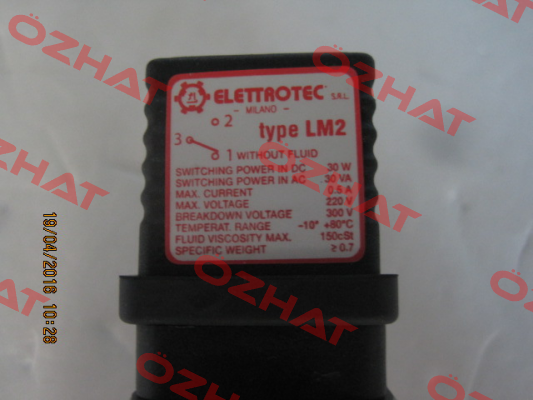 ELETTROTEC S.R.L.
- MILANO -
2
type LM2
3
1 WITHOUT FLUID
SWITCHING POWER IN DC 30 W
SWITCHING POWER IN AC 30 VA
MAX. CURRENT 0.5 A
MAX. VOLTAGE 220 V
BREAKDOWN VOLTAGE 300 V
TEMPERAT. RANGE -10° +80°C
FLUID VISCOSITY MAX. 150cSt
SPECIFIC WEIGHT ≥ 0.7
19/04/2016 10:28
ÖZHAT
ÖZHAT
ÖZHAT
ÖZHAT
ÖZHAT
ÖZHAT